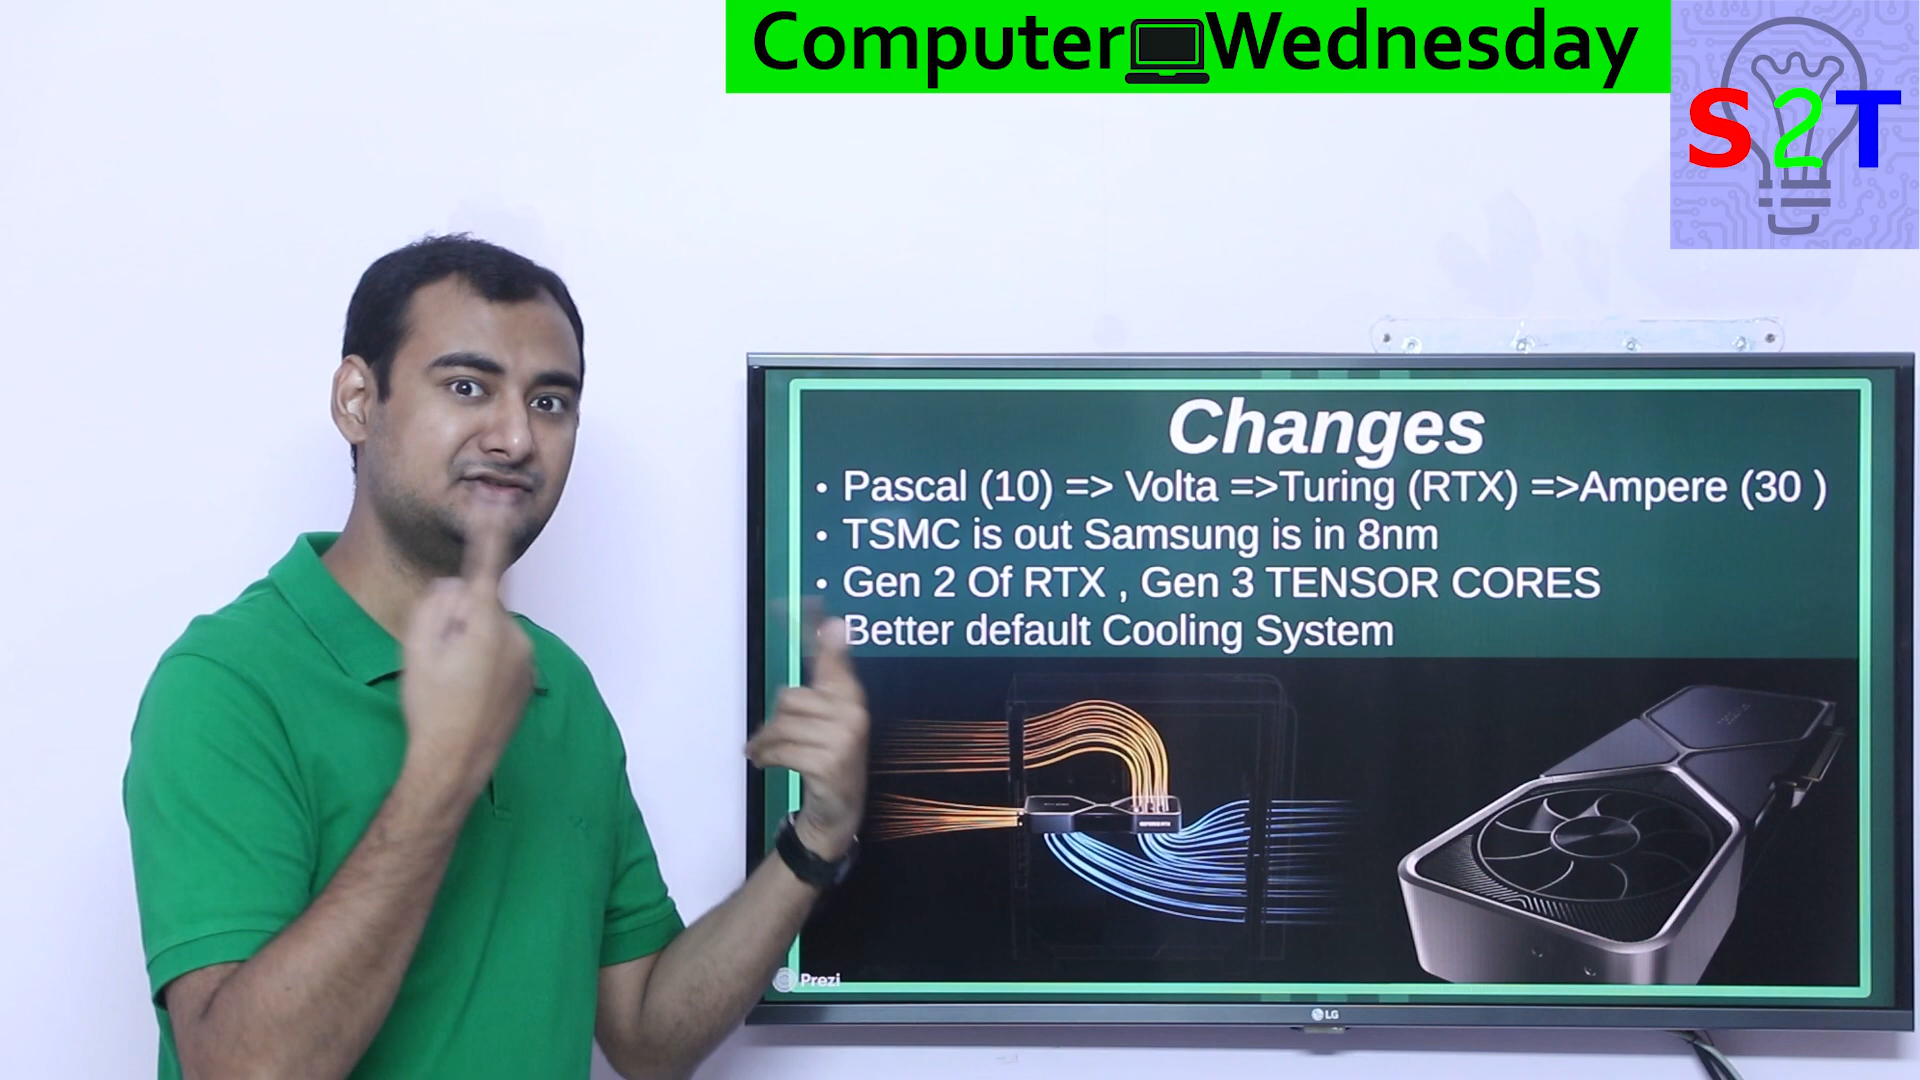 Computer Wednesday
S2T
Changes
• Pascal (10) => Volta =>Turing (RTX) =>Ampere (30 )
• TSMC is out Samsung is in 8nm
• Gen 2 Of RTX , Gen 3 TENSOR CORES
Better default Cooling System
Prezi
LG